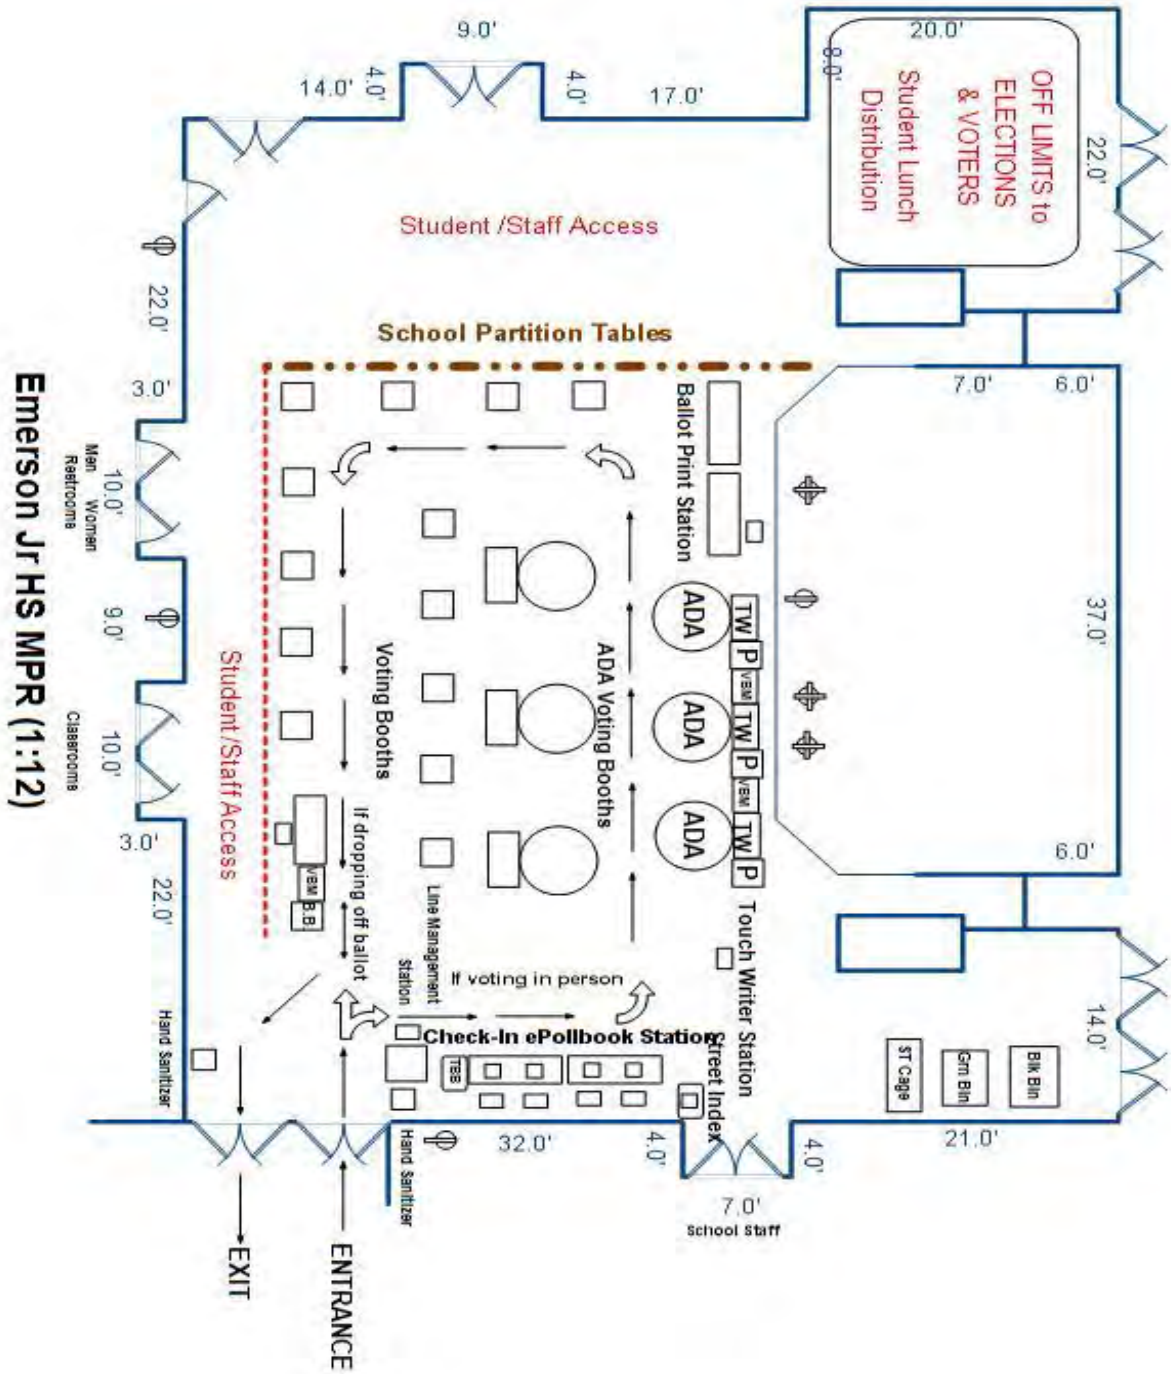 9.0'
4.0'
4.0'
14.0'
17.0'
20.0'
8.0'
OFF LIMITS to
ELECTIONS
& VOTERS
Student Lunch
Distribution
22.0'
Student /Staff Access
22.0'
School Partition Tables
3.0'
7.0'
6.0'
Ballot Print Station
Men Women
Restrooms
10.0'
9.0'
Classrooms
10.0'
3.0'
22.0'
Emerson Jr HS MPR (1:12)
Student/Staff Access
Voting Booths
ADA Voting Booths
ADA
ADA
ADA
TW
P
VBM
TW
P
VBM
TW
P
37.0'
6.0'
If dropping off ballot
VBM
B.B.
Line Management
Station
If voting in person
Touch Writer Station
Check-In ePollbook Station
Street Index
TBB
ST Cage
Grn Bin
Blk Bin
14.0'
21.0'
Hand Sanitizer
Hand Sanitizer
32.0'
4.0'
4.0'
7.0'
School Staff
EXIT
ENTRANCE